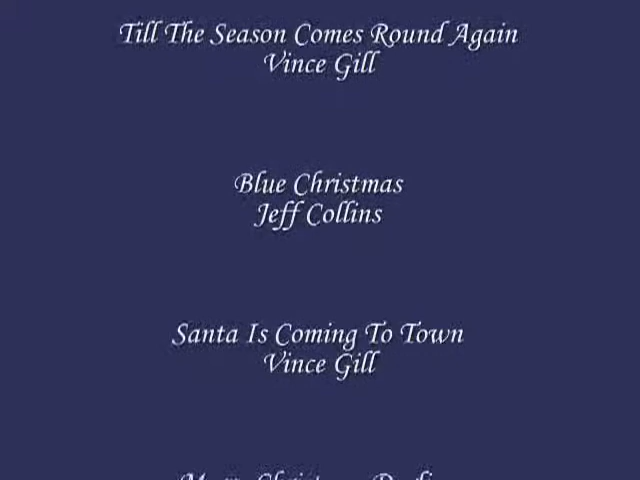 Till The Season Comes Round Again
Vince Gill
Blue Christmas
Jeff Collins
Santa Is Coming To Town
Vince Gill